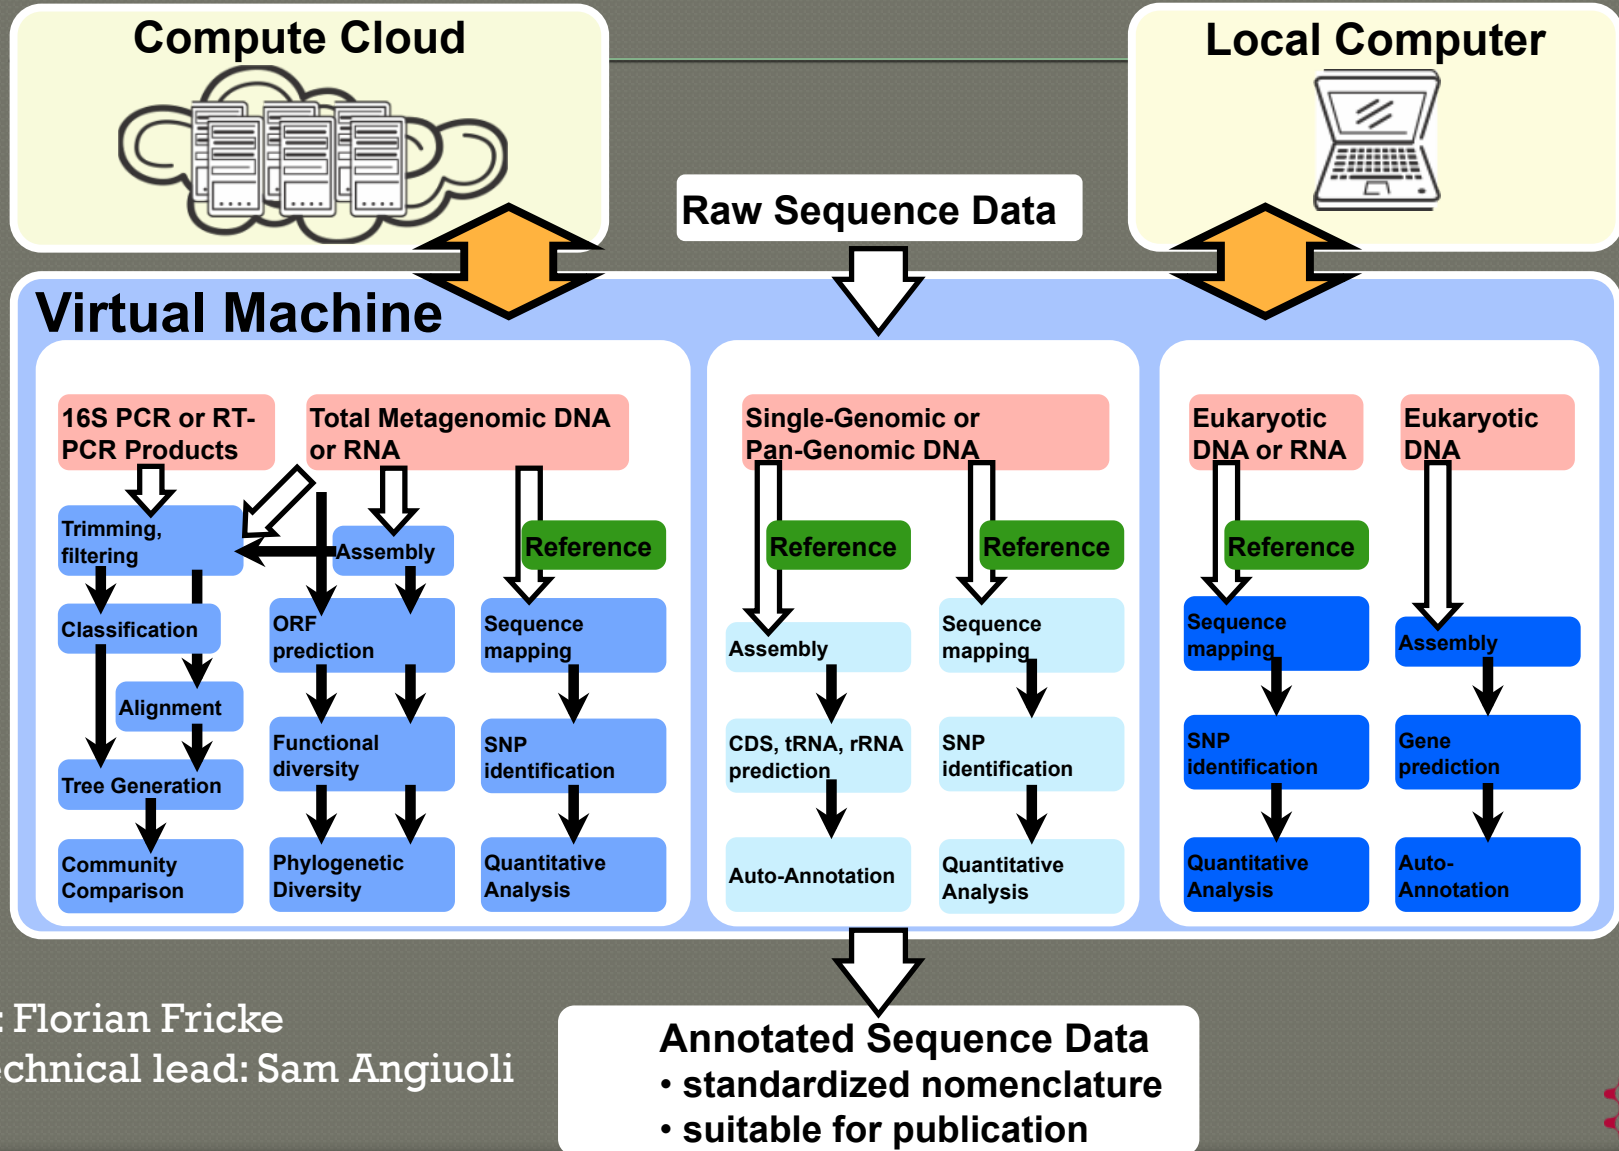 Compute Cloud
Local Computer
Raw Sequence Data
Virtual Machine
16S PCR or RT-
PCR Products
Total Metagenomic DNA
or RNA
Single-Genomic or
Pan-Genomic DNA
Eukaryotic
DNA or RNA
Eukaryotic
DNA
Trimming,
filtering
Assembly
Reference
Reference
Reference
Reference
Classification
ORF
prediction
Sequence
mapping
Assembly
Sequence
mapping
Sequence
mapping
Assembly
Alignment
Tree Generation
Functional
diversity
SNP
identification
CDS, tRNA, rRNA
prediction
SNP
identification
SNP
identification
Gene
prediction
Community
Comparison
Phylogenetic
Diversity
Quantitative
Analysis
Auto-Annotation
Quantitative
Analysis
Quantitative
Analysis
Auto-
Annotation
: Florian Fricke
echnical lead: Sam Angiuoli
Annotated Sequence Data
• standardized nomenclature
• suitable for publication